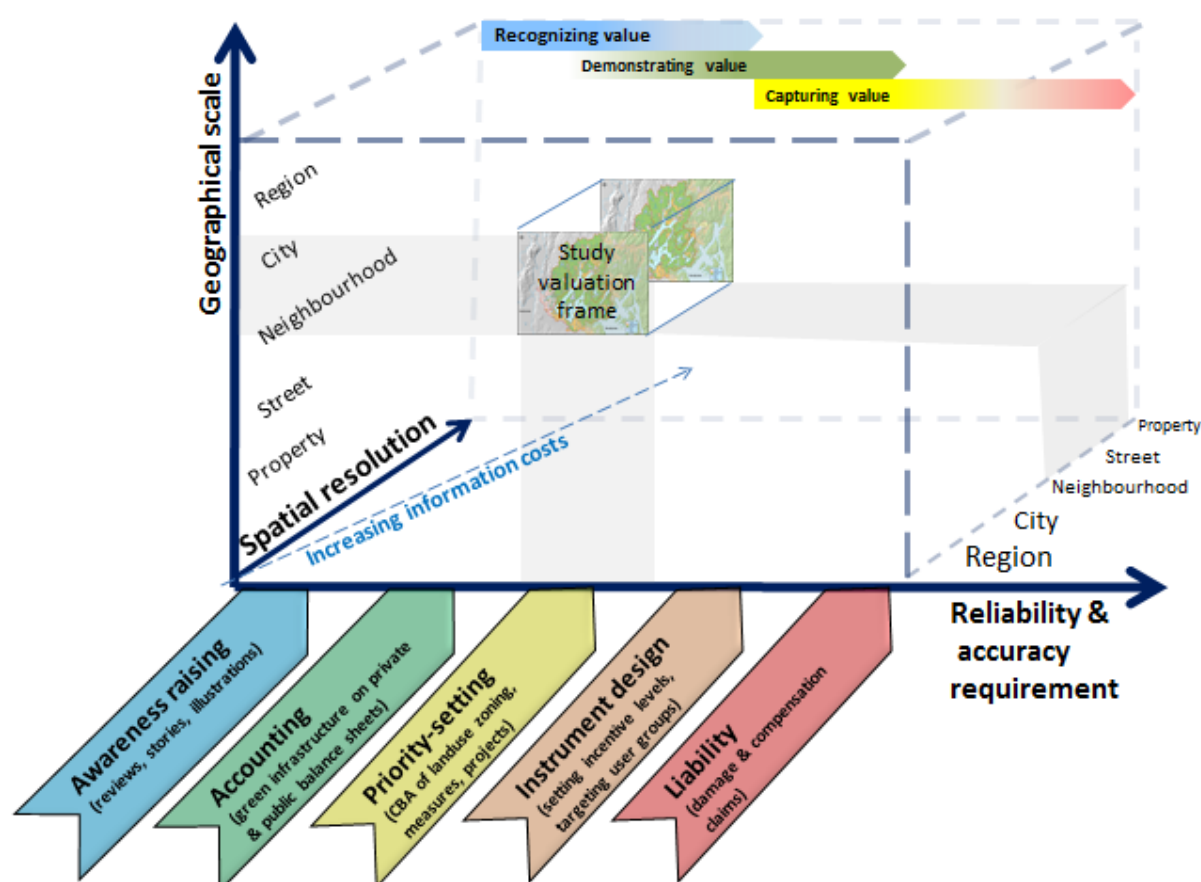 Recognizing value
Demonstrating value
Capturing value
Geographical scale
Region
City
Neighbourhood
Street
Property
Study
valuation
frame
Spatial resolution
Increasing information costs
Property
Street
Neighbourhood
City
Region
Reliability &
accuracy
requirement
Awareness raising
(reviews, stories, illustrations)
Accounting
(green infrastructure on private
& public balance sheets)
Priority-setting
(CBA of landuse zoning,
measures, projects)
Instrument design
(setting incentive levels,
targeting user groups)
Liability
(damage & compensation
claims)